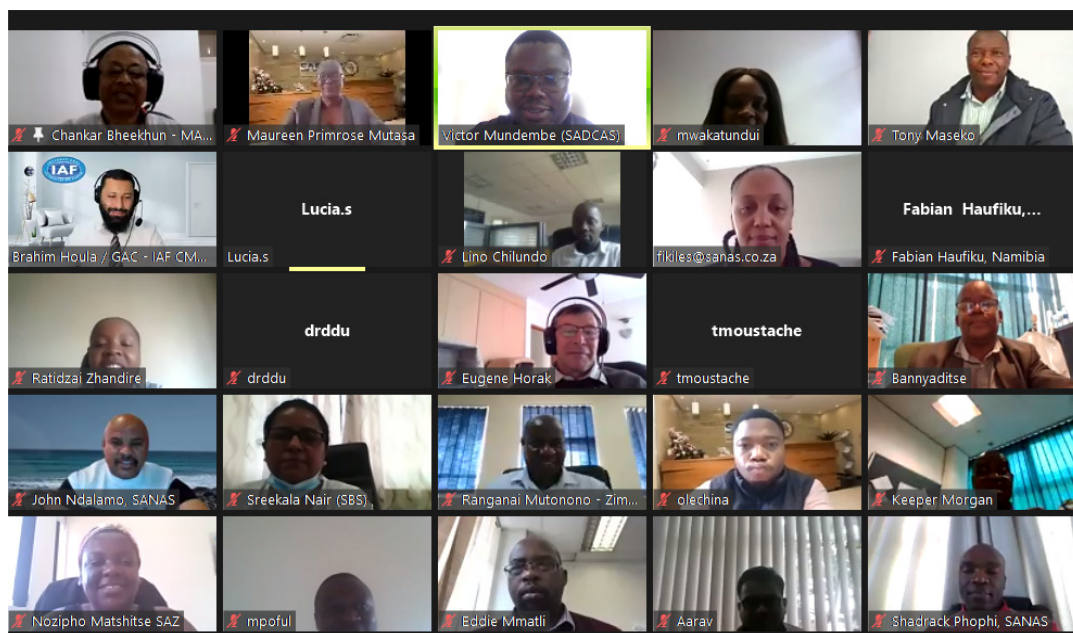 Chankar Bheekhun - MA...
Maureen Primrose Mutasa
Victor Mundembe (SADCAS)
mwakatundui
Tony Maseko
IAF
Brahim Houla / GAC - IAF CM...
Lucia.s
Lucia.s
Lino Chilundo
fikiles@sanas.co.za
Fabian Haufiku,...
Fabian Haufiku, Namibia
Ratidzai Zhandire
drddu
drddu
Eugene Horak
tmoustache
tmoustache
Bannyaditse
John Ndalamo, SANAS
Sreekala Nair (SBS)
Ranganai Mutonono - Zim...
olechina
Keeper Morgan
Nozipho Matshitse SAZ
mpoful
Eddie Mmatli
Aarav
Shadrack Phophi, SANAS